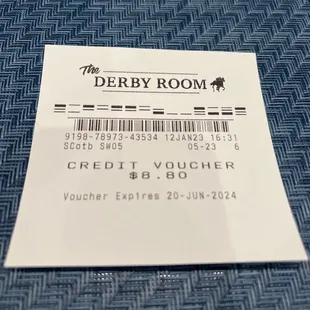 The
DERBY ROOM
9198-78973-43534 12JAN23 16:31
SCotb SW05 05-23 6
CREDIT VOUCHER
$8.80
Voucher Expires 20-JUN-2024